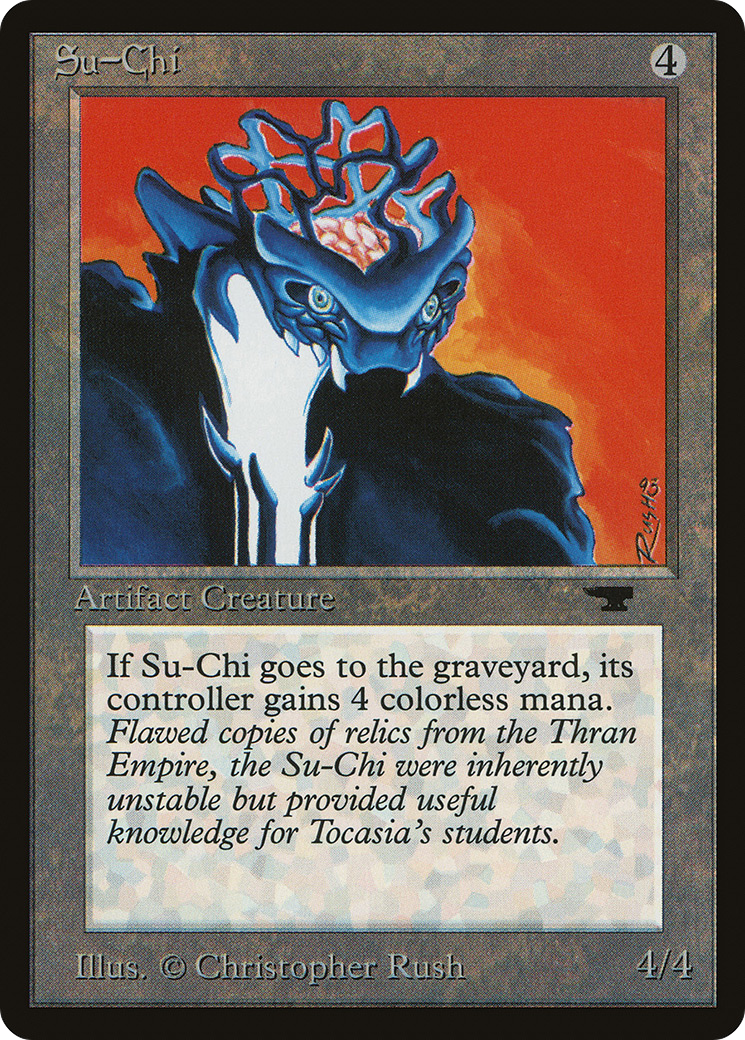 Su-Chi
4
RUSH
Artifact Creature
If Su-Chi goes to the graveyard, its
controller gains 4 colorless mana.
Flawed copies of relics from the Thran
Empire, the Su-Chi were inherently
unstable but provided useful
knowledge for Tocasia's students.
Illus. © Christopher Rush
4/4